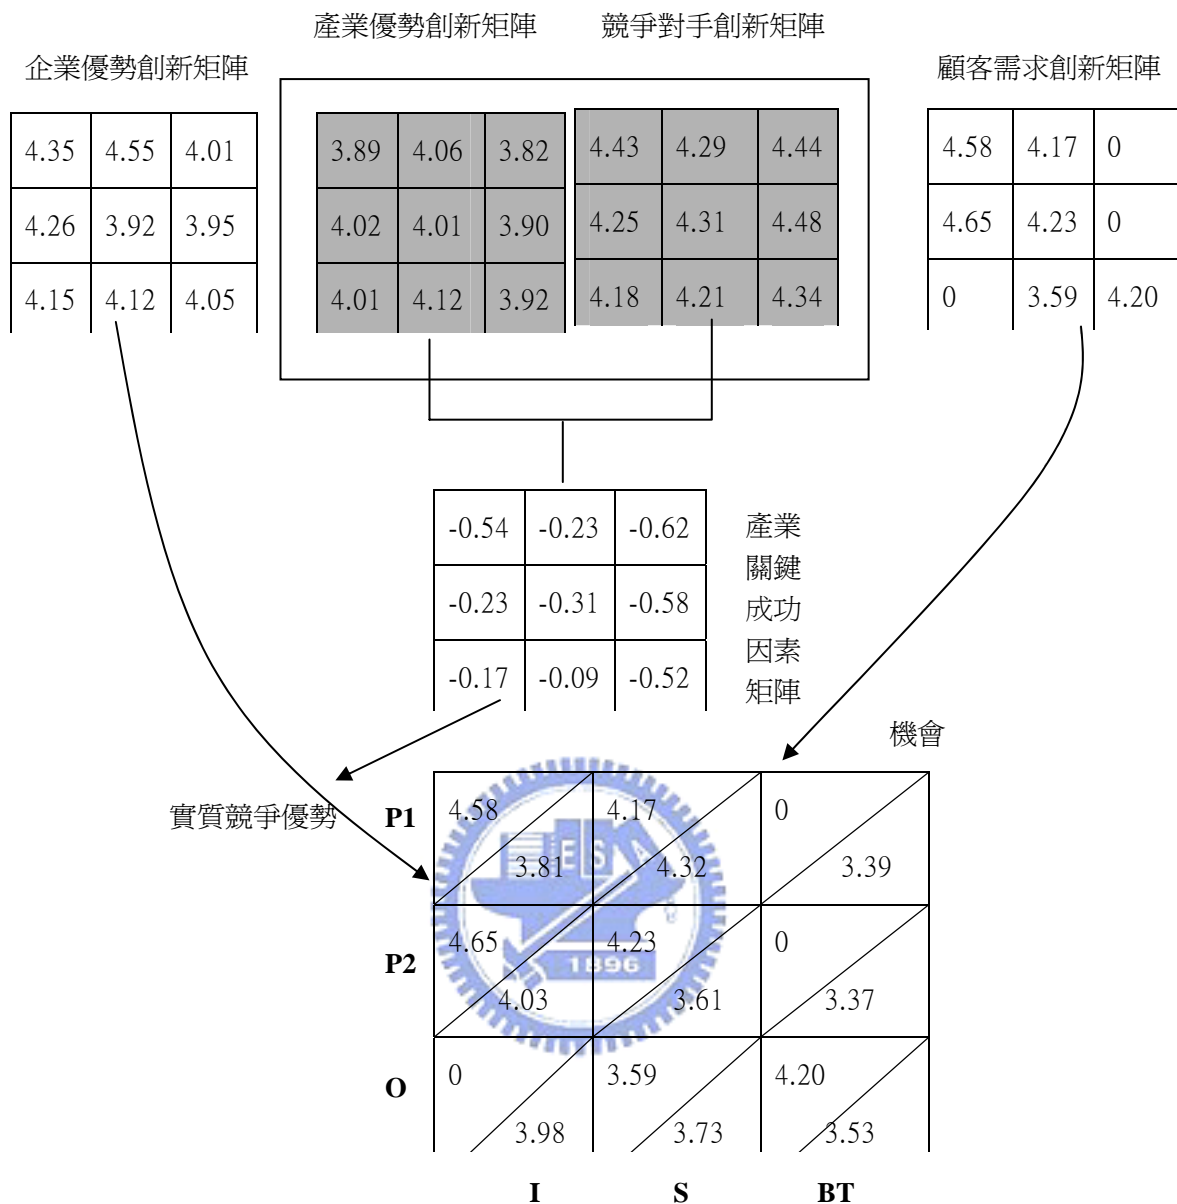 產業優勢創新矩陣 競爭對手創新矩陣
企業優勢創新矩陣 顧客需求創新矩陣
4.35 4.55 4.01
4.26 3.92 3.95
4.15 4.12 4.05
3.89 4.06 3.82
4.02 4.01 3.90
4.01 4.12 3.92
4.43 4.29 4.44
4.25 4.31 4.48
4.18 4.21 4.34
4.58 4.17 0
4.65 4.23 0
0 3.59 4.20
-0.54 -0.23 -0.62
-0.23 -0.31 -0.58
-0.17 -0.09 -0.52
產業
關鍵
成功
因素
矩陣
機會
實質競爭優勢
P1 4.58 4.17 0
3.81 4.32 3.39
P2 4.65 4.23 0
4.03 3.61 3.37
O 0 3.59 4.20
3.98 3.73 3.53
I S BT
E S
1896